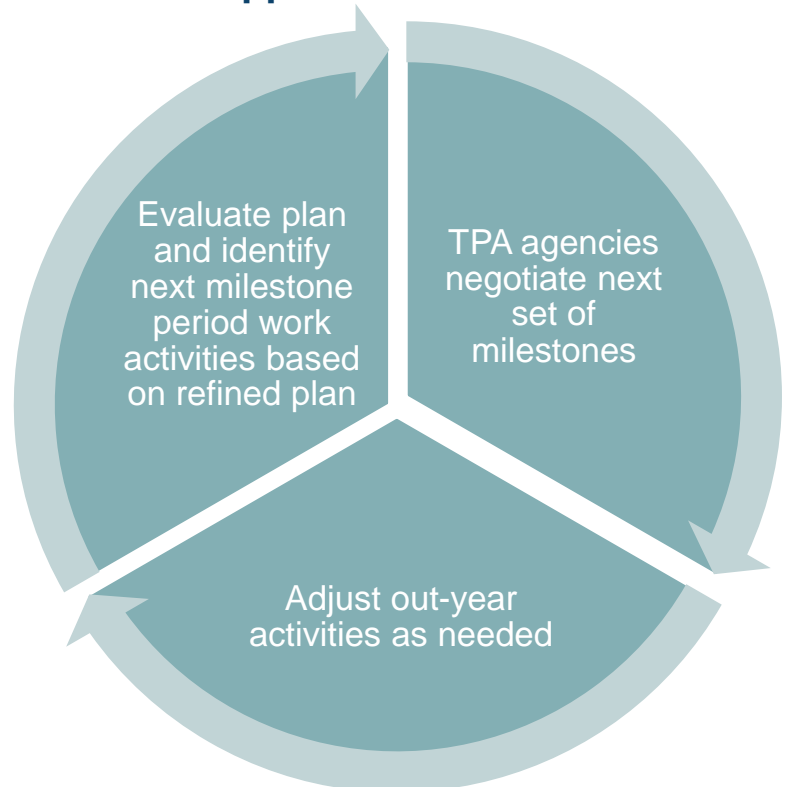 Evaluate plan
and identify
next milestone
period work
activities based
on refined plan
TPA agencies
negotiate next
set of
milestones
Adjust out-year
activities as needed